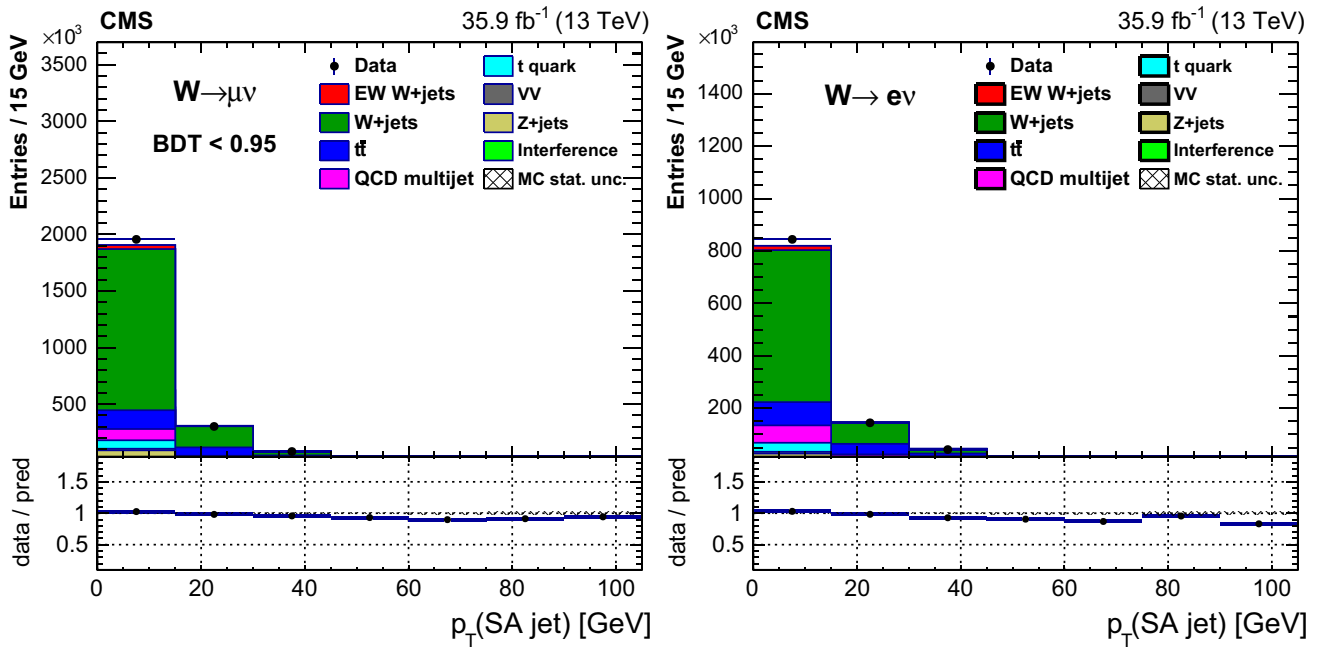 CMS 35.9 fb⁻¹ (13 TeV)
×10³
Entries / 15 GeV
3500
3000
2500
2000
1500
1000
500
W→μν
BDT < 0.95
Data
EW W+jets
W+jets
tt̄
QCD multijet
t quark
VV
Z+jets
Interference
MC stat. unc.
data / pred
1.5
1
0.5
0 20 40 60 80 100
p_T(SA jet) [GeV]
CMS 35.9 fb⁻¹ (13 TeV)
×10³
Entries / 15 GeV
1400
1200
1000
800
600
400
200
W→ eν
Data
EW W+jets
W+jets
tt̄
QCD multijet
t quark
VV
Z+jets
Interference
MC stat. unc.
data / pred
1.5
1
0.5
0 20 40 60 80 100
p_T(SA jet) [GeV]